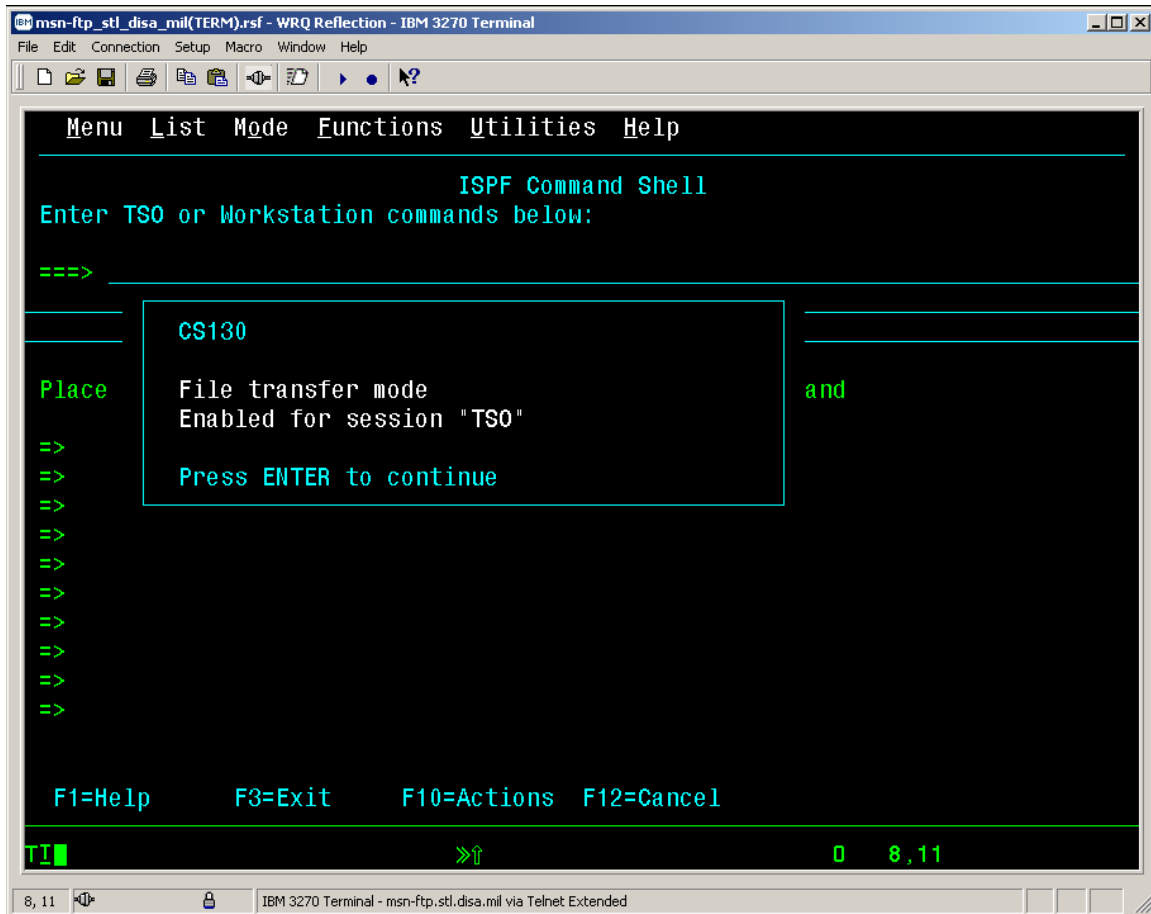 msn-ftp_stl_disa_mil(TERM).rsf - WRQ Reflection - IBM 3270 Terminal
File Edit Connection Setup Macro Window Help
Menu List Mode Functions Utilities Help
ISPF Command Shell
Enter TSO or Workstation commands below:
===>
CS130
Place File transfer mode and
Enabled for session "TSO"
=>
=> Press ENTER to continue
=>
=>
=>
=>
=>
=>
=>
=>
F1=Help F3=Exit F10=Actions F12=Cancel
8,11
8, 11 IBM 3270 Terminal - msn-ftp.stl.disa.mil via Telnet Extended